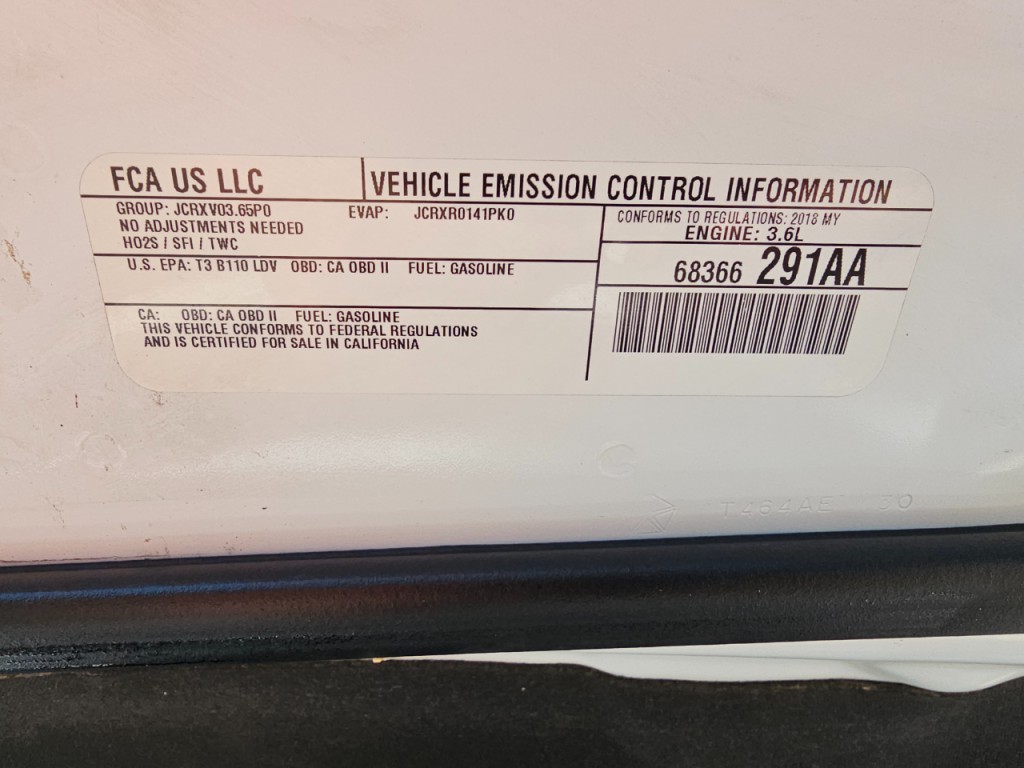 FCA US LLC
VEHICLE EMISSION CONTROL INFORMATION
GROUP: JCRXV03.65P0 EVAP: JCRXR0141PK0
NO ADJUSTMENTS NEEDED
HO2S / SFI / TWC
CONFORMS TO REGULATIONS: 2018 MY
ENGINE: 3.6L
U.S. EPA: T3 B110 LDV OBD: CA OBD II FUEL: GASOLINE
68366 291AA
CA: OBD: CA OBD II FUEL: GASOLINE
THIS VEHICLE CONFORMS TO FEDERAL REGULATIONS
AND IS CERTIFIED FOR SALE IN CALIFORNIA